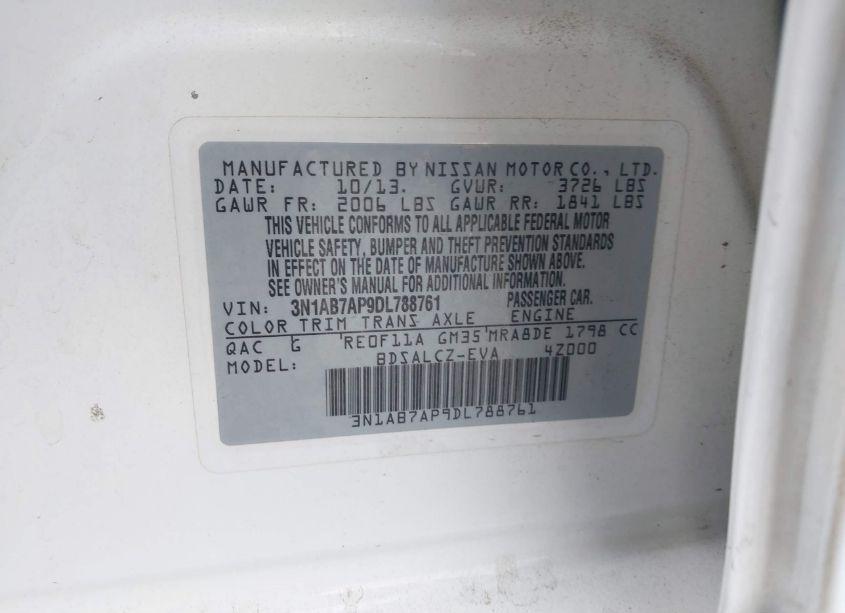 MANUFACTURED BY NISSAN MOTOR CO., LTD.
DATE: 10/13. GVWR: 3726 LBS
GAWR FR: 2006 LBS GAWR RR: 1841 LBS
THIS VEHICLE CONFORMS TO ALL APPLICABLE FEDERAL MOTOR
VEHICLE SAFETY, BUMPER AND THEFT PREVENTION STANDARDS
IN EFFECT ON THE DATE OF MANUFACTURE SHOWN ABOVE.
SEE OWNER'S MANUAL FOR ADDITIONAL INFORMATION.
VIN: 3N1AB7AP9DL788761 PASSENGER CAR.
COLOR TRIM TRANS AXLE ENGINE
QAC G 'RE0F11A GM35'MRA8DE 1798 CC
MODEL: BDSALCZ-EVA 4Z000
3N1AB7AP9DL788761